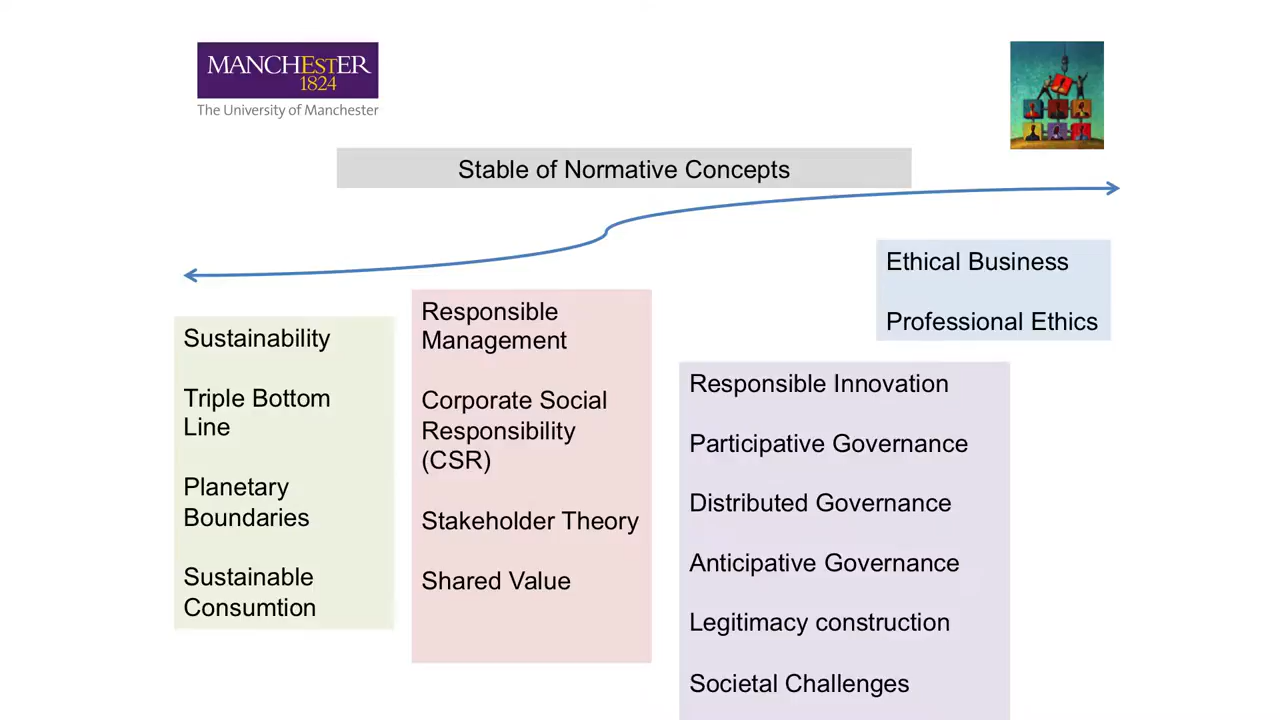 MANCHESTER
1824
The University of Manchester
Stable of Normative Concepts
Sustainability
Triple Bottom
Line
Planetary
Boundaries
Sustainable
Consumtion
Responsible
Management
Corporate Social
Responsibility
(CSR)
Stakeholder Theory
Shared Value
Responsible Innovation
Participative Governance
Distributed Governance
Anticipative Governance
Legitimacy construction
Societal Challenges
Ethical Business
Professional Ethics